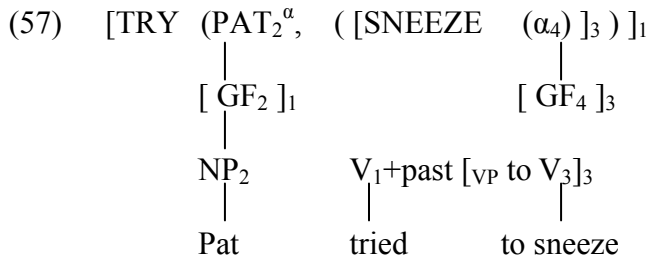 (57) [TRY (PAT₂ᵅ, ( [SNEEZE (α₄) ]₃ ) ]₁
[ GF₂ ]₁ [ GF₄ ]₃
NP₂ V₁+past [VP to V₃]₃
Pat tried to sneeze